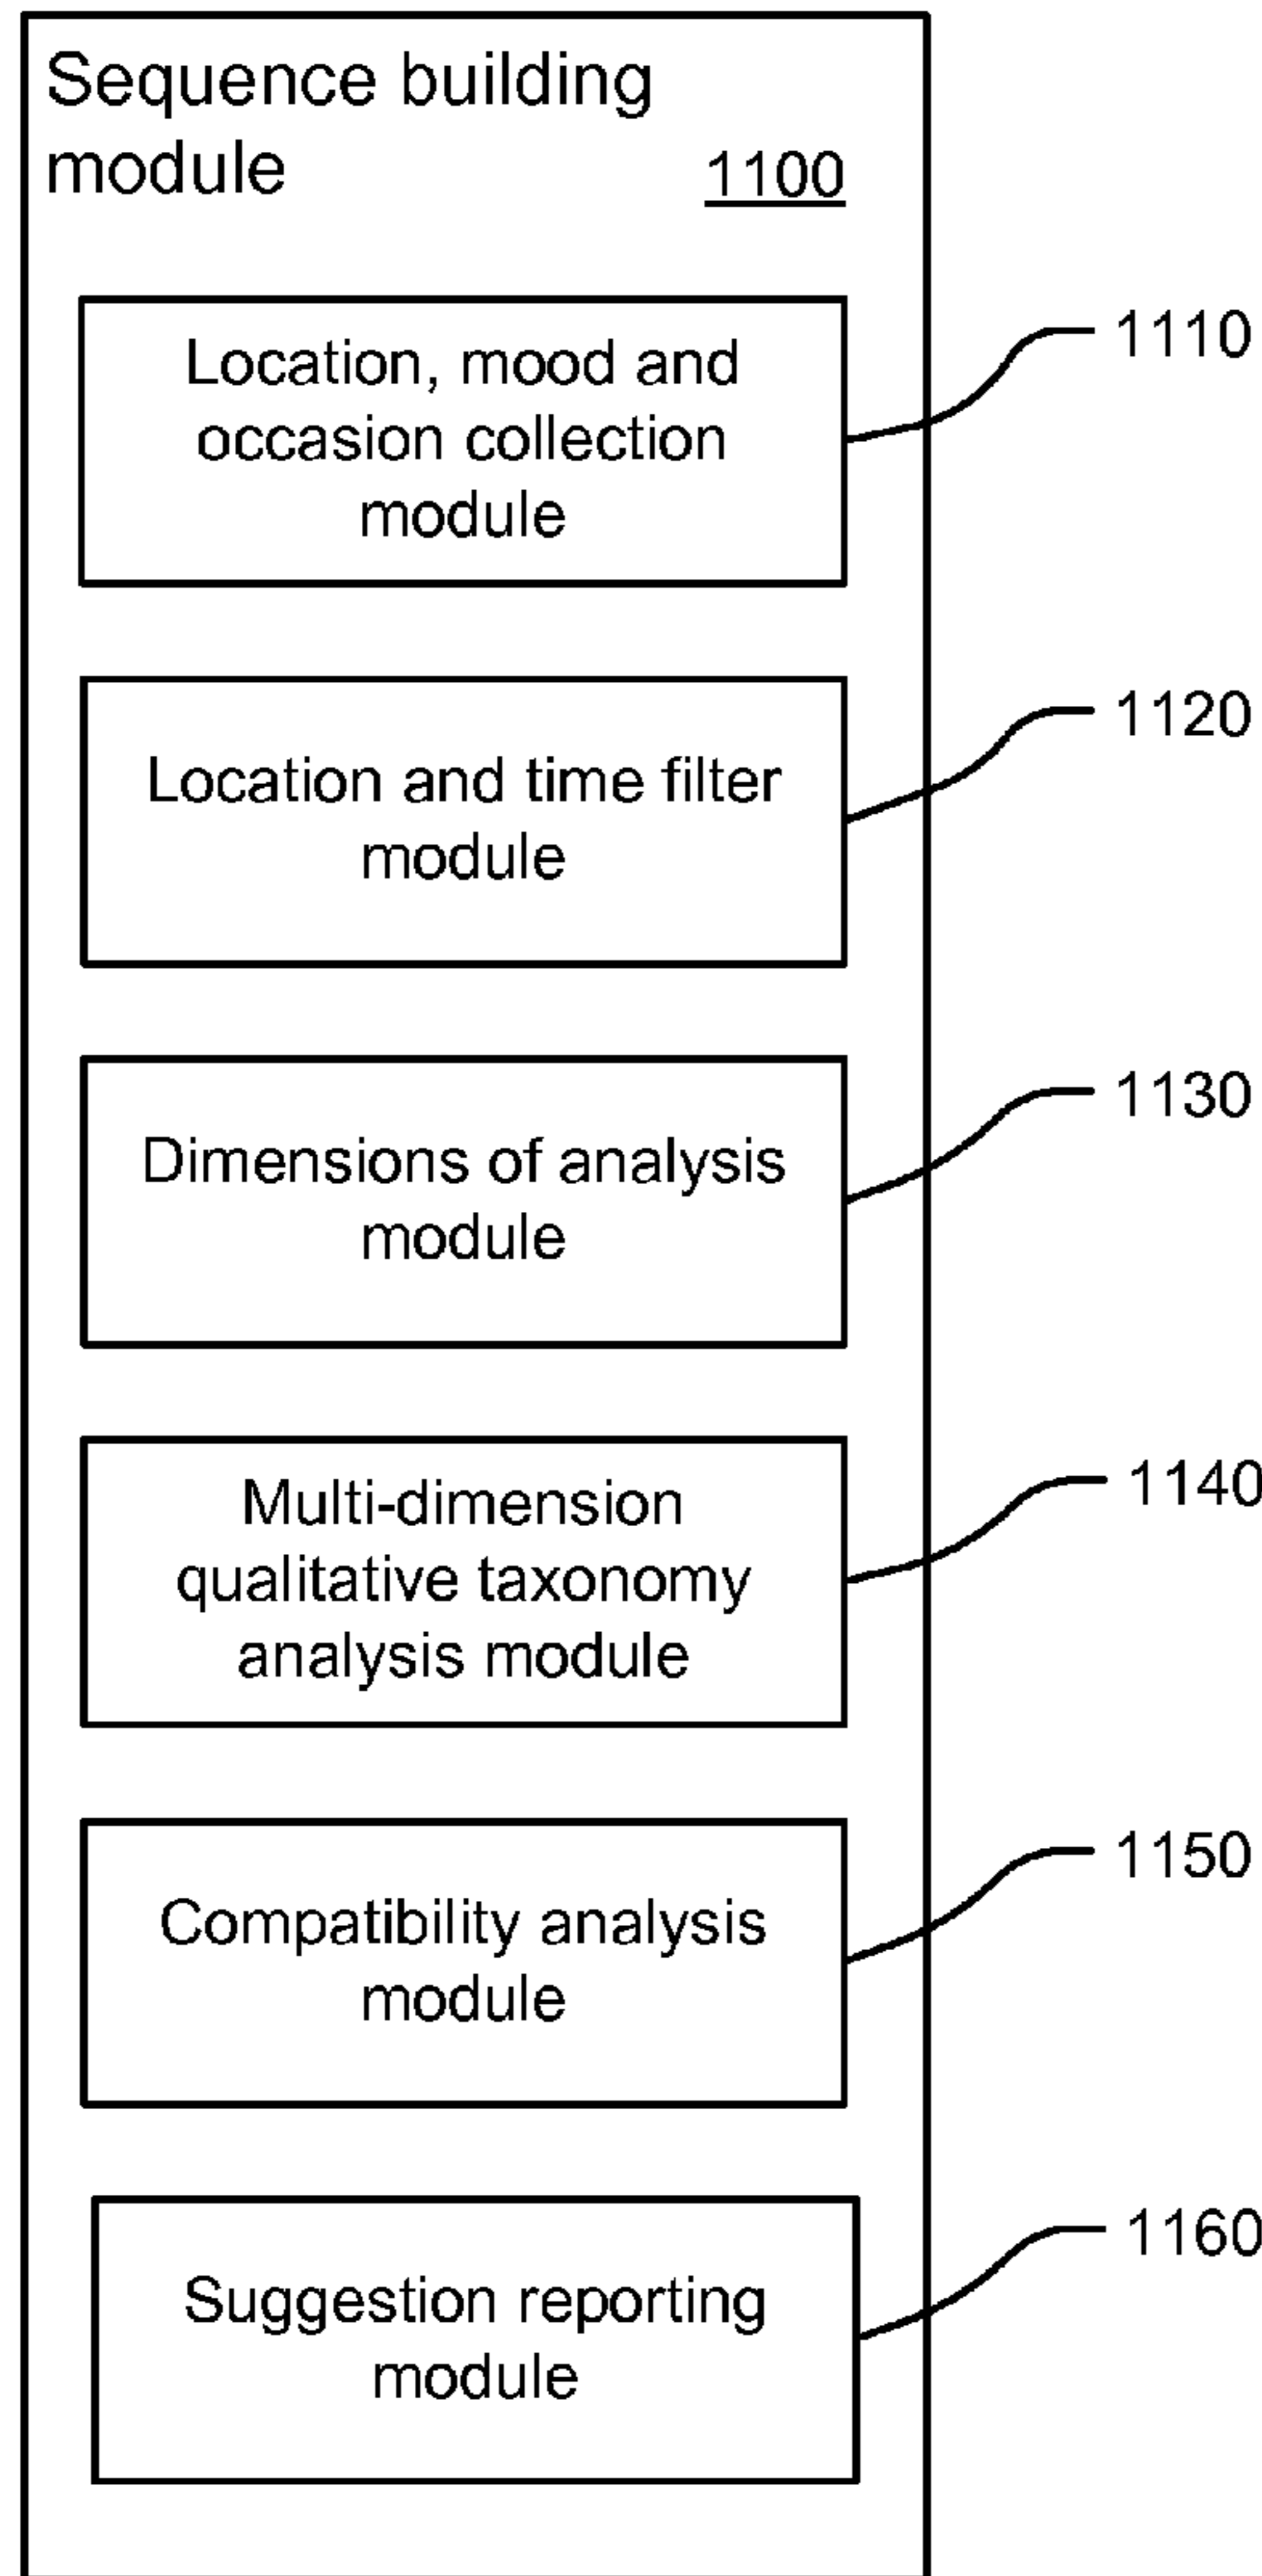 Sequence building
module
1100
Location, mood and
occasion collection
module
1110
Location and time filter
module
1120
Dimensions of analysis
module
1130
Multi-dimension
qualitative taxonomy
analysis module
1140
Compatibility analysis
module
1150
Suggestion reporting
module
1160